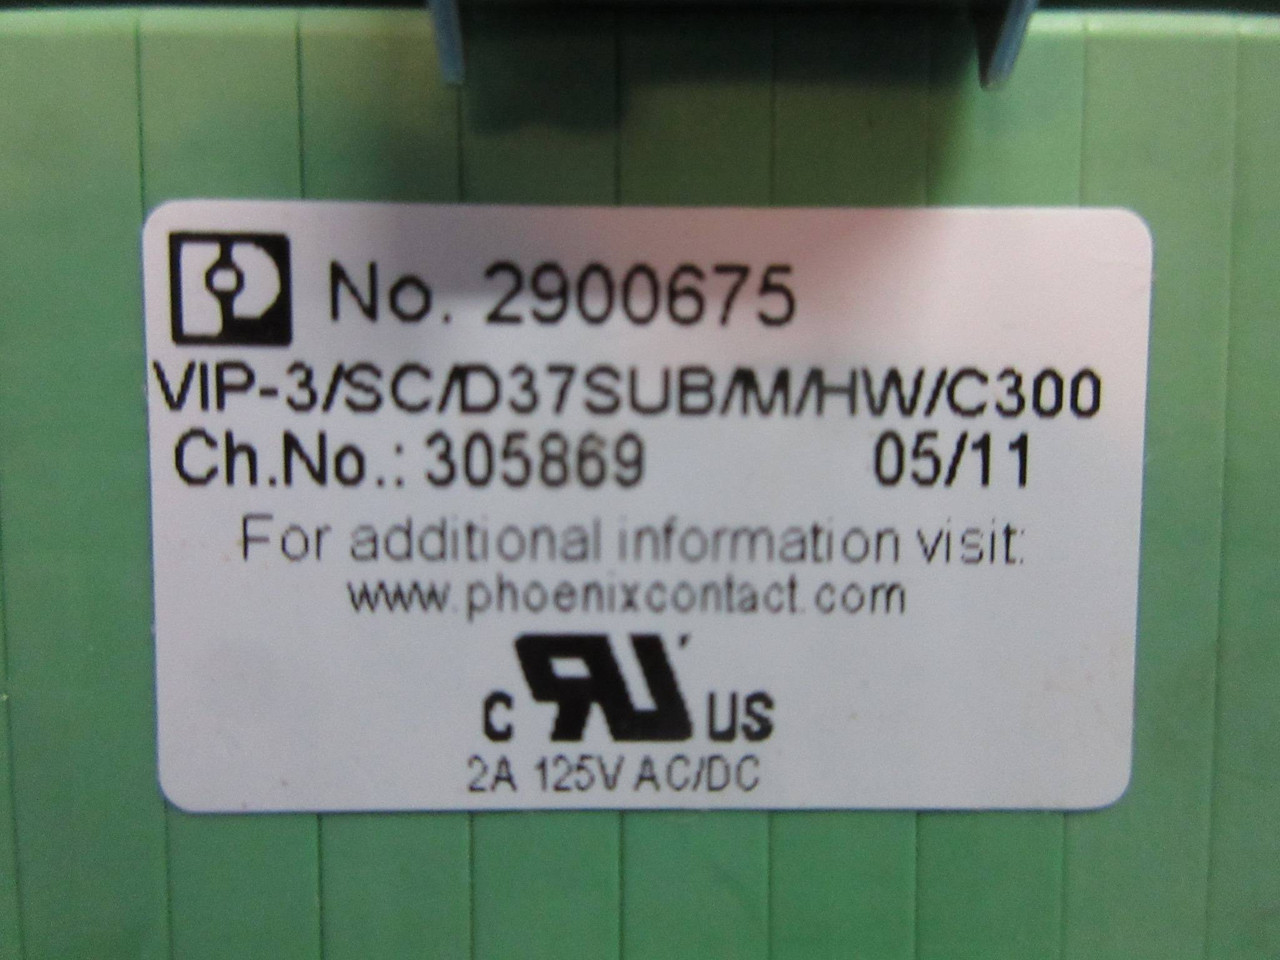 No. 2900675
VIP-3/SC/D37SUB/M/HW/C300
Ch.No.: 305869 05/11
For additional information visit:
www.phoenixcontact.com
C RU US
2A 125V AC/DC